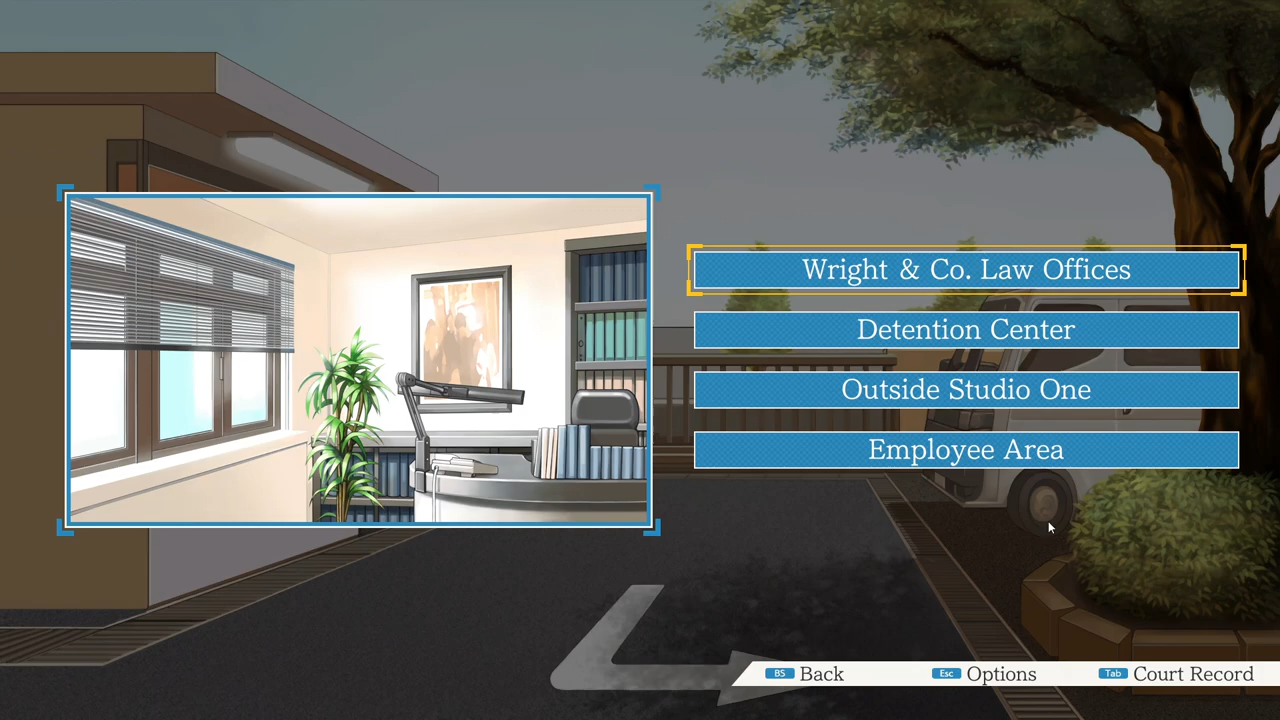 Wright & Co. Law Offices
Detention Center
Outside Studio One
Employee Area
BS Back
Esc Options
Tab Court Record